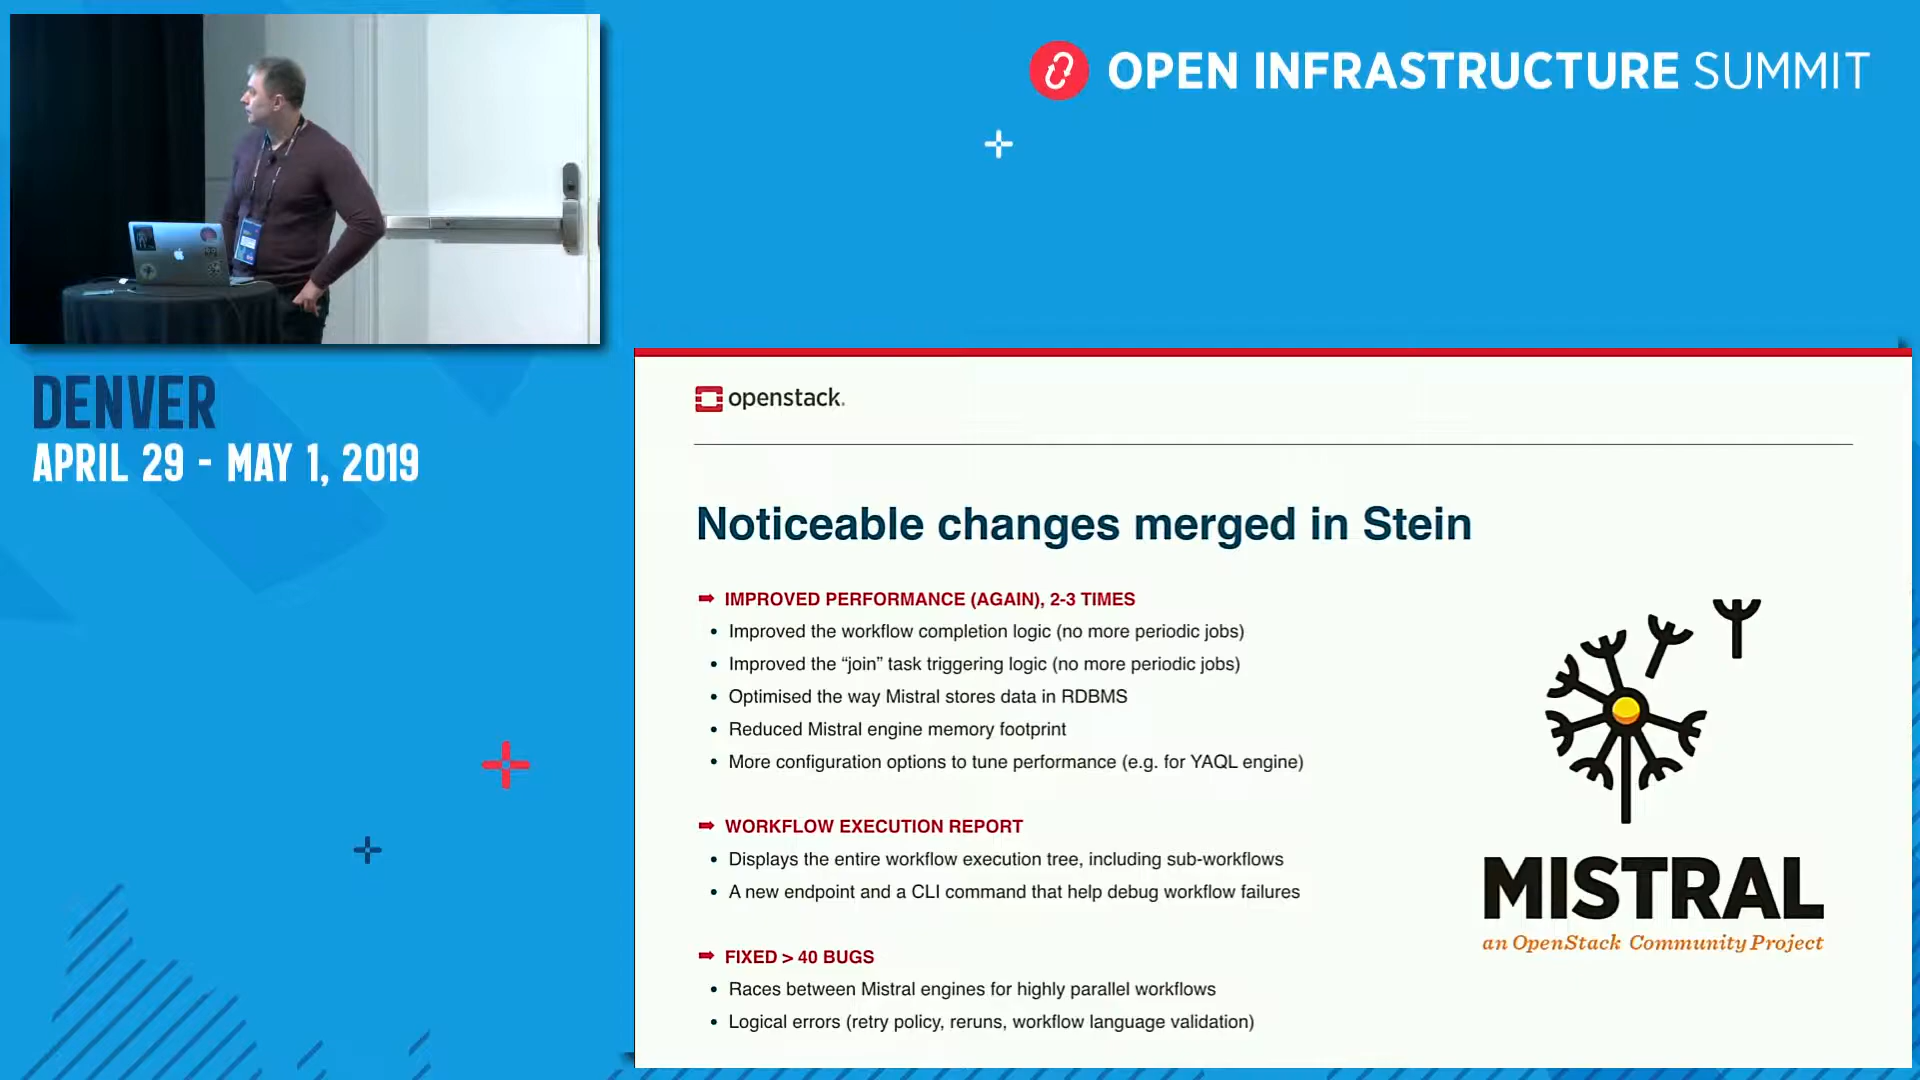 OPEN INFRASTRUCTURE SUMMIT
DENVER
APRIL 29 - MAY 1, 2019
openstack.
Noticeable changes merged in Stein
➡ IMPROVED PERFORMANCE (AGAIN), 2-3 TIMES
• Improved the workflow completion logic (no more periodic jobs)
• Improved the “join” task triggering logic (no more periodic jobs)
• Optimised the way Mistral stores data in RDBMS
• Reduced Mistral engine memory footprint
• More configuration options to tune performance (e.g. for YAQL engine)
➡ WORKFLOW EXECUTION REPORT
• Displays the entire workflow execution tree, including sub-workflows
• A new endpoint and a CLI command that help debug workflow failures
➡ FIXED > 40 BUGS
• Races between Mistral engines for highly parallel workflows
• Logical errors (retry policy, reruns, workflow language validation)
MISTRAL
an OpenStack Community Project